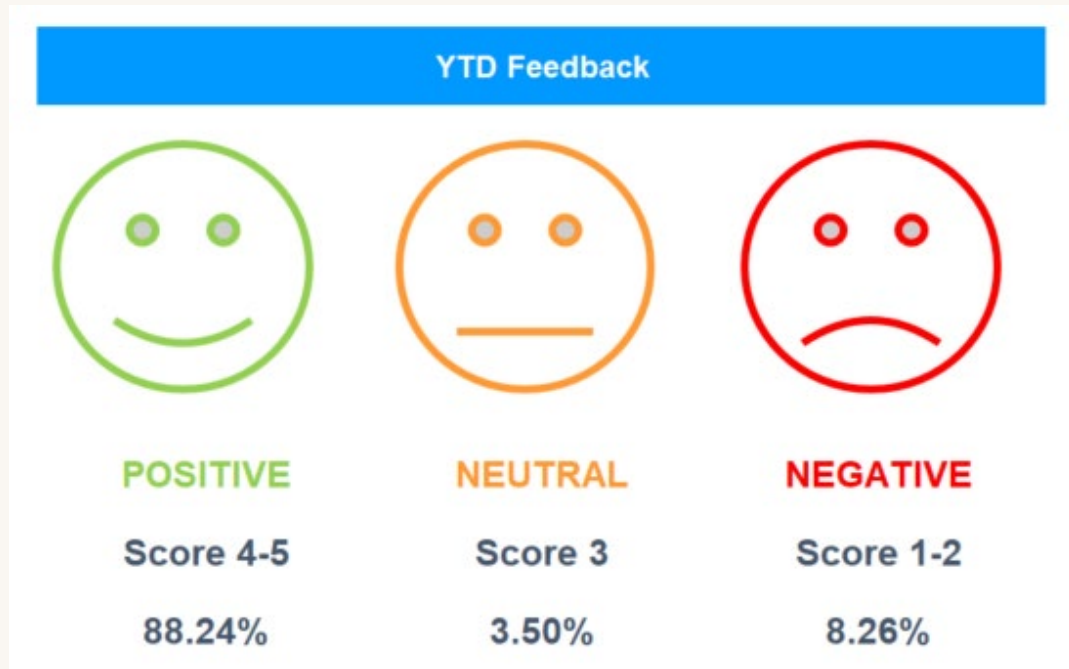 YTD Feedback
POSITIVE NEUTRAL NEGATIVE
Score 4-5 Score 3 Score 1-2
88.24% 3.50% 8.26%